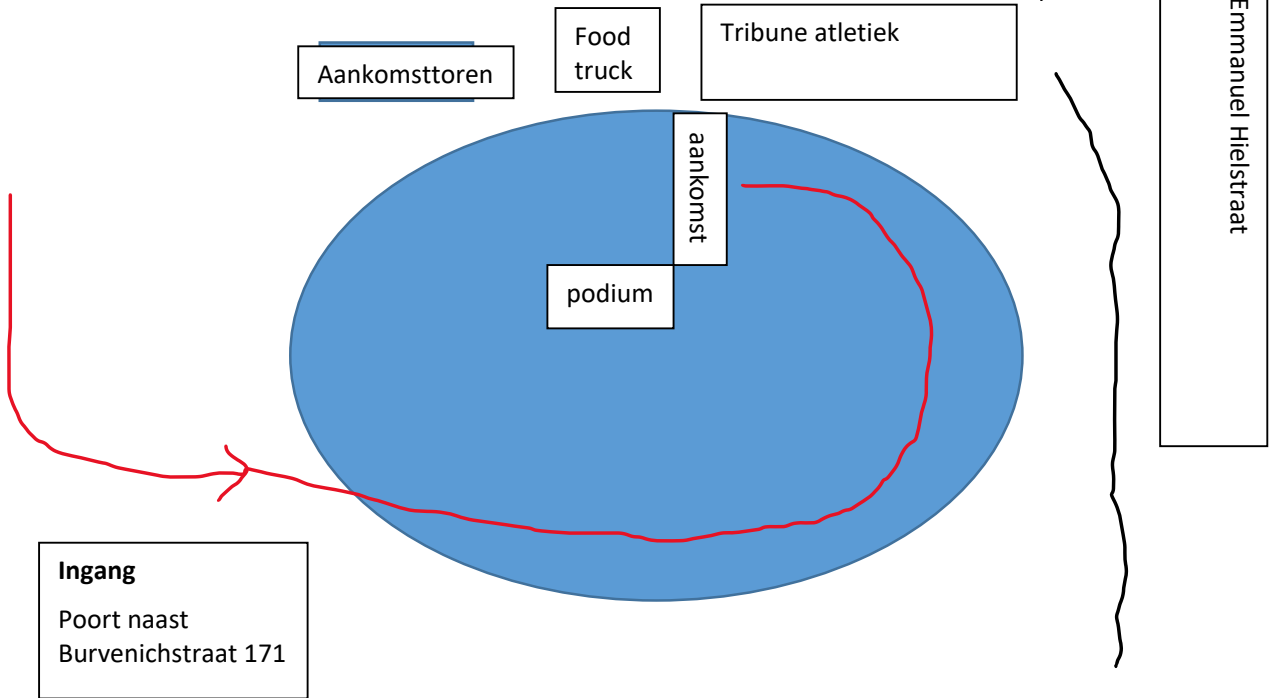 Aankomsttoren
Food
truck
Tribune atletiek
Emmanuel Hielstraat
aankomst
podium
Ingang
Poort naast
Burvenichstraat 171